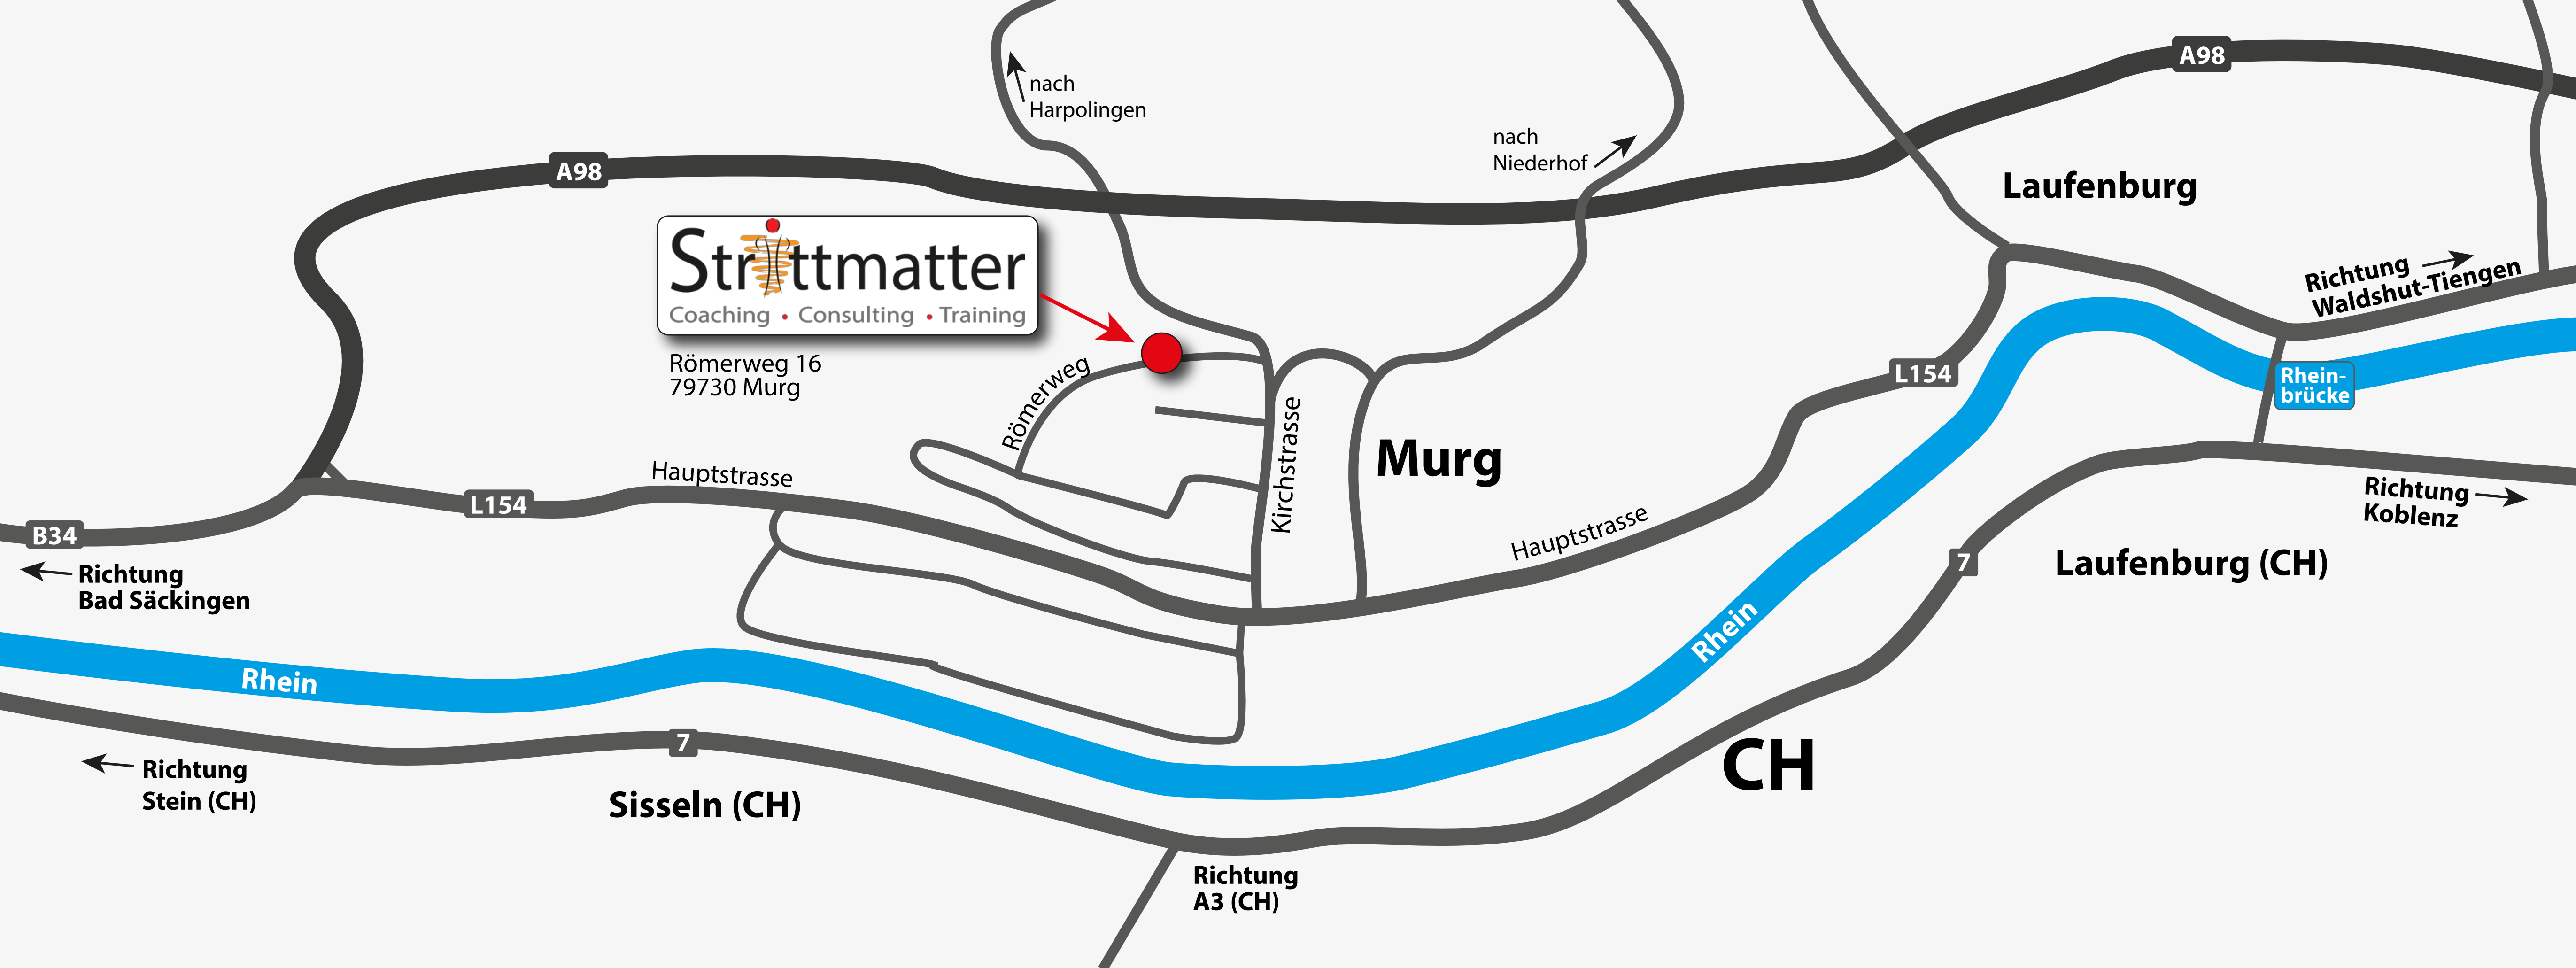 A98
nach
Harpolingen
nach
Niederhof
A98
Laufenburg
Strittmatter
Coaching • Consulting • Training
Römerweg 16
79730 Murg
Römerweg
Richtung
Waldshut-Tiengen
L154
Rhein-
brücke
Kirchstrasse
Murg
Hauptstrasse
L154
Hauptstrasse
Richtung
Koblenz
B34
Richtung
Bad Säckingen
7
Laufenburg (CH)
Rhein
Rhein
7
CH
Richtung
Stein (CH)
Sisseln (CH)
Richtung
A3 (CH)